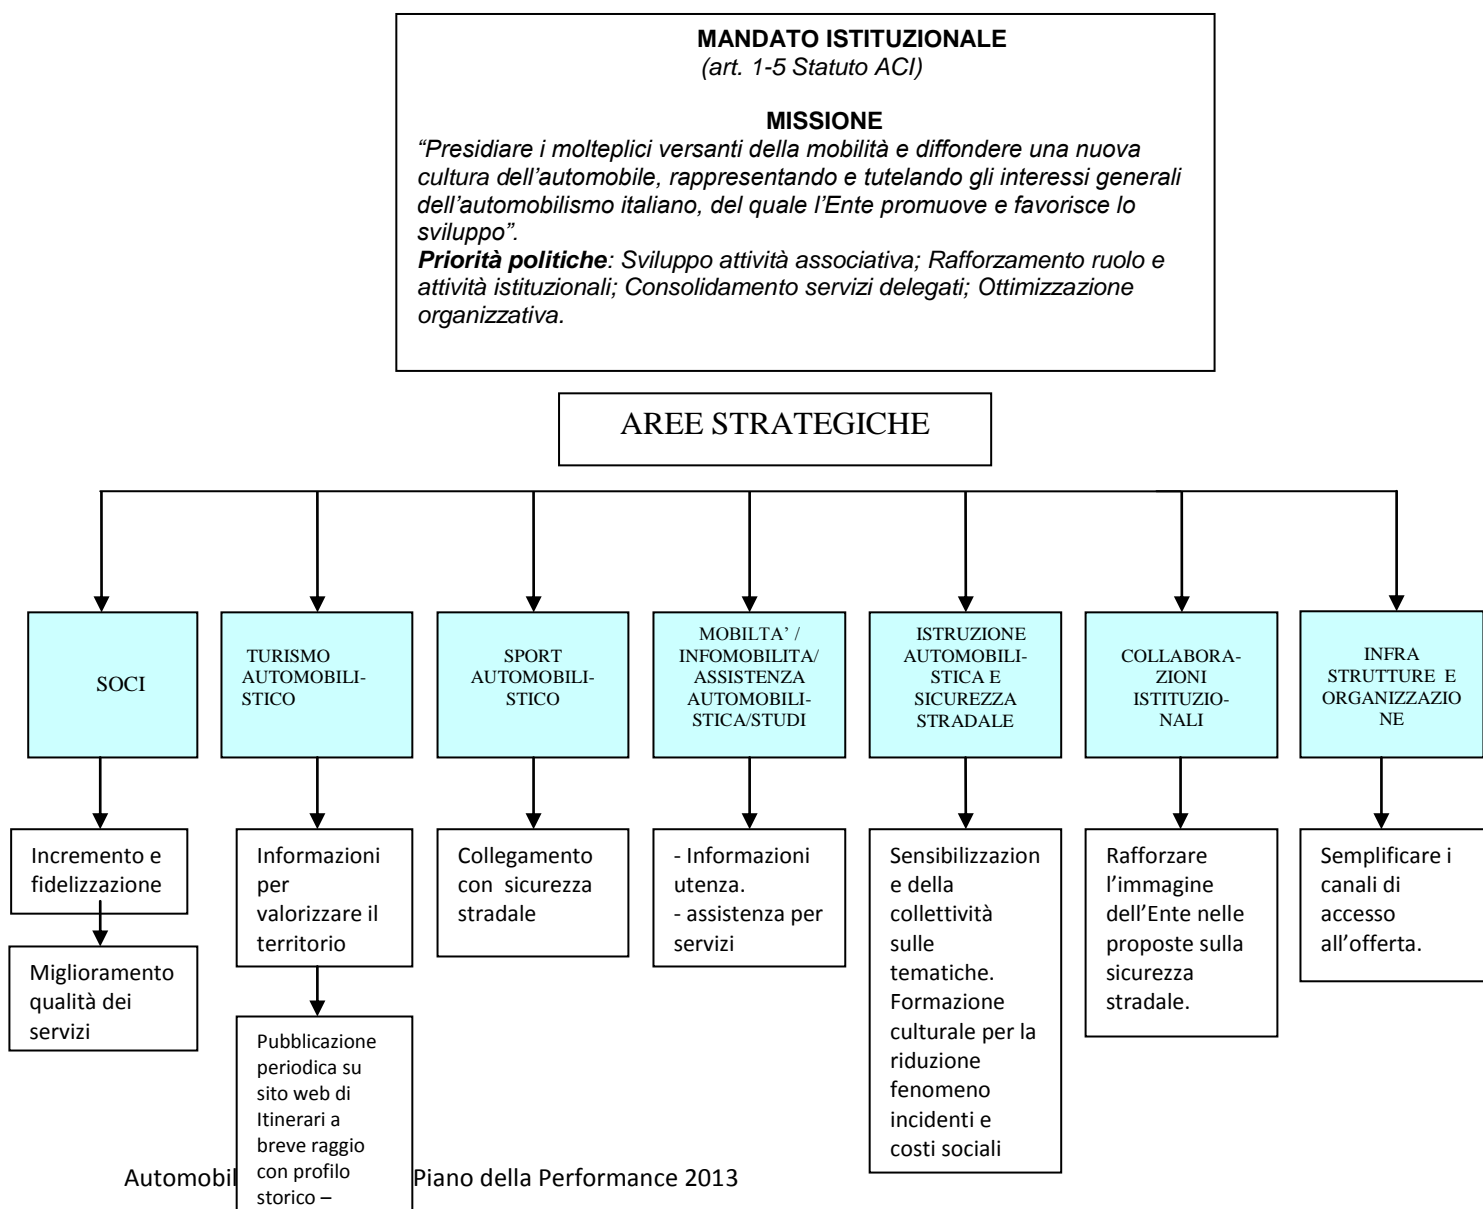 MANDATO ISTITUZIONALE
(art. 1-5 Statuto ACI)
MISSIONE
“Presidiare i molteplici versanti della mobilità e diffondere una nuova
cultura dell’automobile, rappresentando e tutelando gli interessi generali
dell’automobilismo italiano, del quale l’Ente promuove e favorisce lo
sviluppo”.
Priorità politiche: Sviluppo attività associativa; Rafforzamento ruolo e
attività istituzionali; Consolidamento servizi delegati; Ottimizzazione
organizzativa.
AREE STRATEGICHE
SOCI
TURISMO
AUTOMOBILI-
STICO
SPORT
AUTOMOBILI-
STICO
MOBILTA’ /
INFOMOBILITA/
ASSISTENZA
AUTOMOBILI-
STICA/STUDI
ISTRUZIONE
AUTOMOBILI-
STICA E
SICUREZZA
STRADALE
COLLABORA-
ZIONI
ISTITUZIO-
NALI
INFRA
STRUTTURE E
ORGANIZZAZIO
NE
Incremento e
fidelizzazione
Miglioramento
qualità dei
servizi
Informazioni
per
valorizzare il
territorio
Pubblicazione
periodica su
sito web di
Itinerari a
breve raggio
con profilo
storico –
Collegamento
con sicurezza
stradale
- Informazioni
utenza.
- assistenza per
servizi
Sensibilizzazion
e della
collettività
sulle
tematiche.
Formazione
culturale per la
riduzione
fenomeno
incidenti e
costi sociali
Rafforzare
l’immagine
dell’Ente nelle
proposte sulla
sicurezza
stradale.
Semplificare i
canali di
accesso
all’offerta.
Automobil Piano della Performance 2013